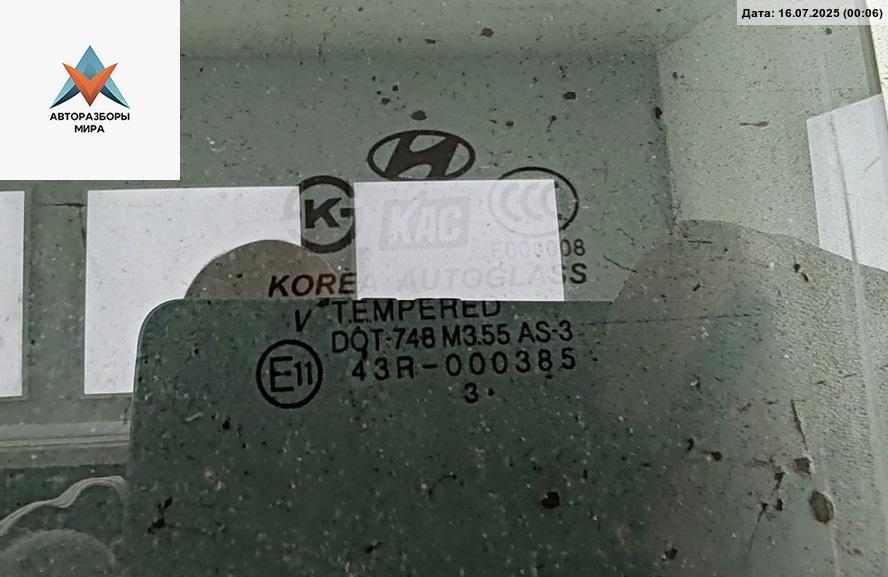 Дата: 16.07.2025 (00:06)
АВТОРАЗБОРЫ
МИРА
K
KAC
CCC
E000008
KOREA AUTOGLASS
V TEMPERED
DOT-748 M3.55 AS-3
E11 43R-000385
3